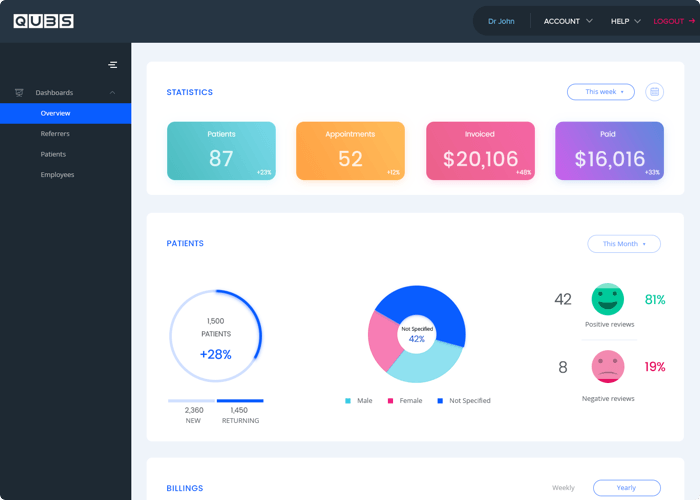 QUBS
Dr John
ACCOUNT
HELP
LOGOUT
Dashboards
Overview
Referrers
Patients
Employees
STATISTICS
This week
Patients
87
+23%
Appointments
52
+12%
Invoiced
$20,106
+48%
Paid
$16,016
+33%
PATIENTS
This Month
1,500
PATIENTS
+28%
2,360
NEW
1,450
RETURNING
Not Specified
42%
Male
Female
Not Specified
42
81%
Positive reviews
8
19%
Negative reviews
BILLINGS
Weekly
Yearly